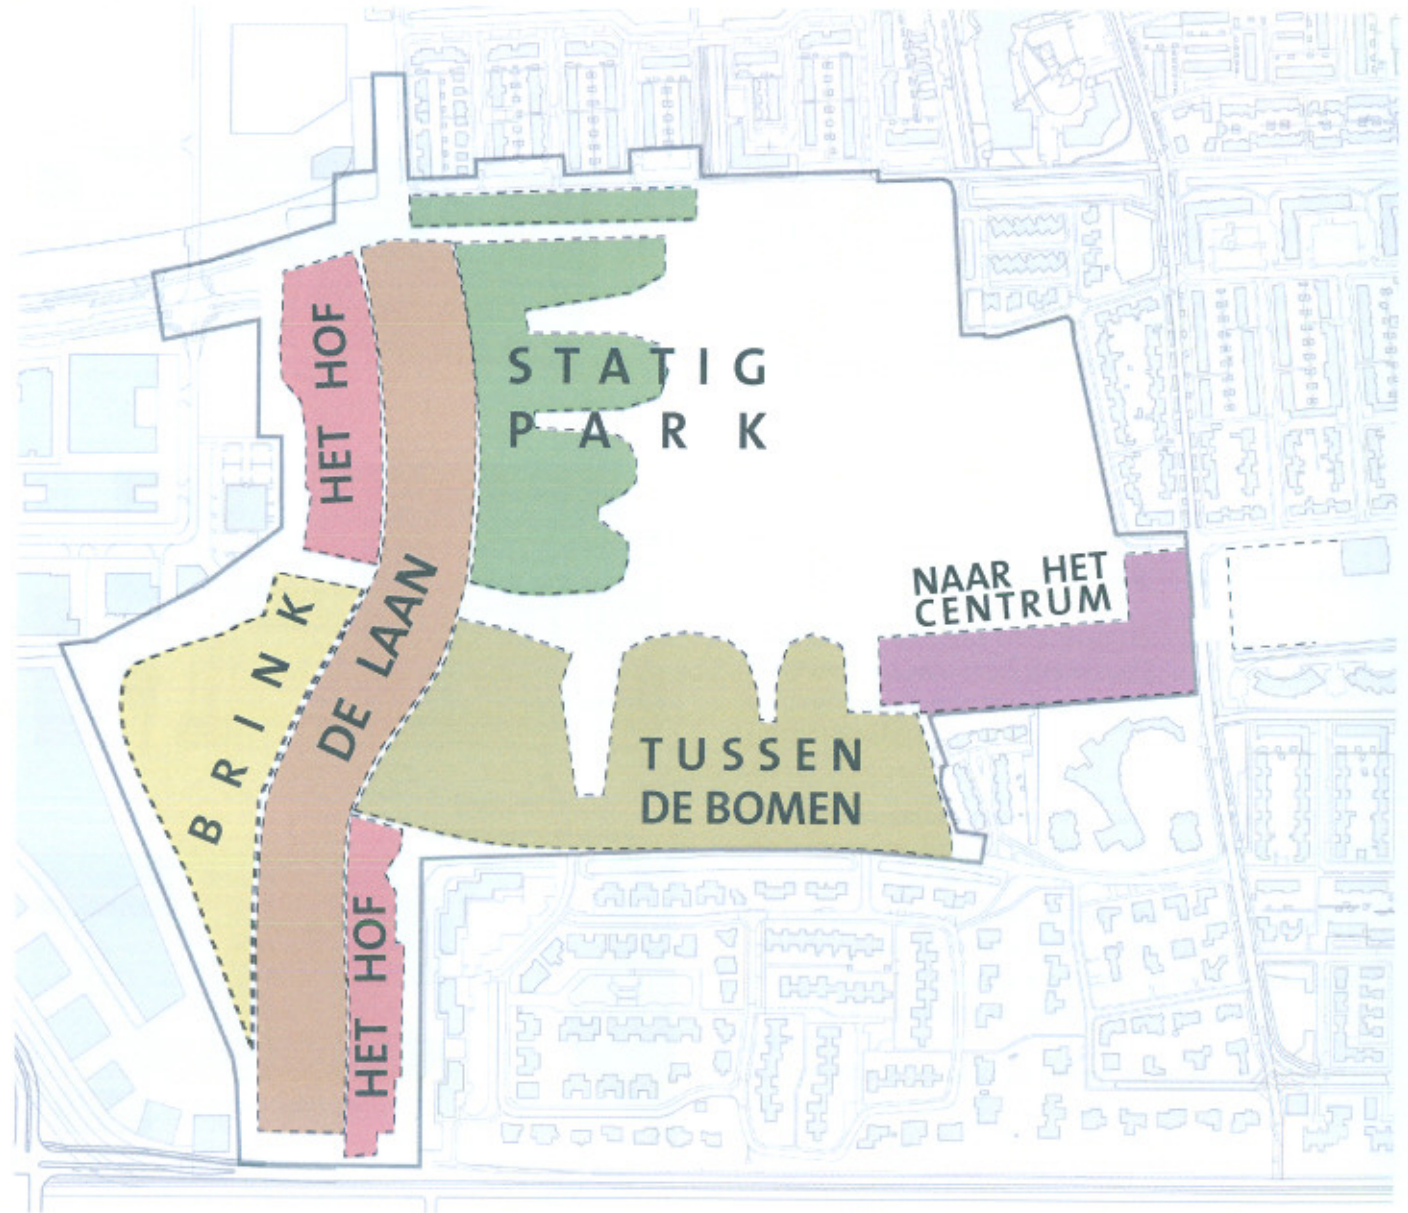 HET HOF
STATIG
PARK
DE LAAN
BRINK
NAAR HET
CENTRUM
TUSSEN
DE BOMEN
HET HOF